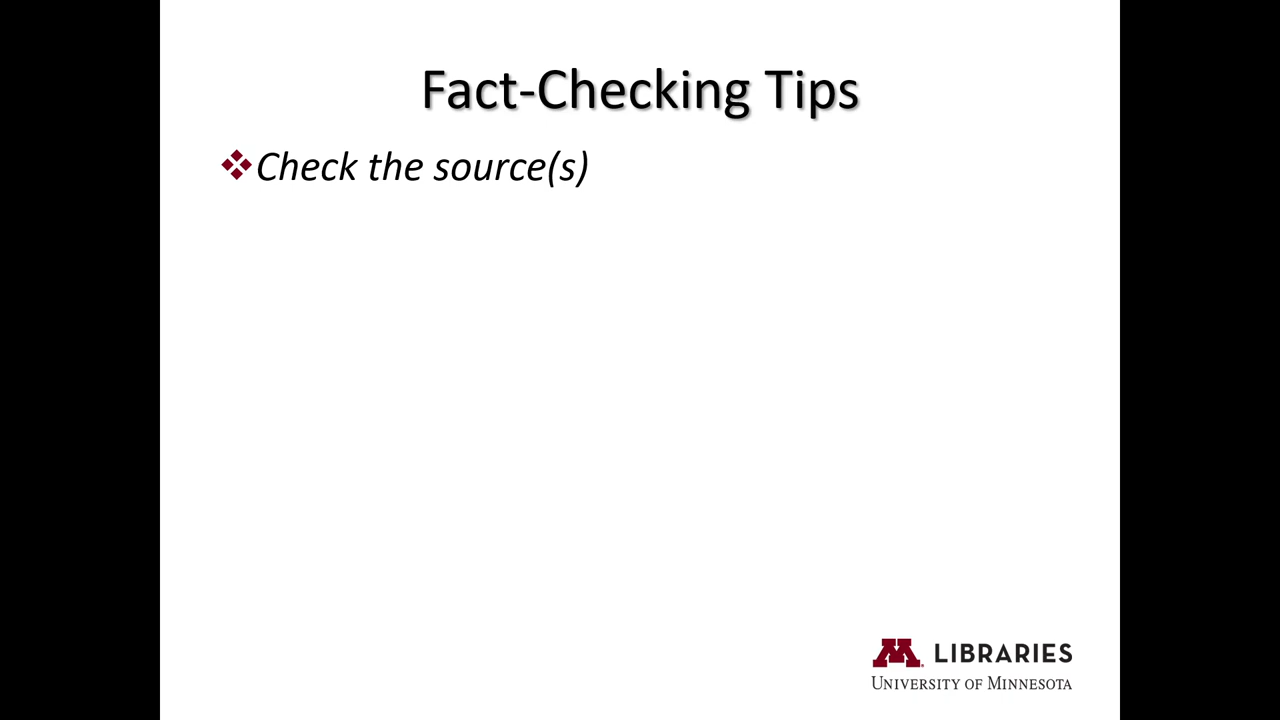 Fact-Checking Tips
Check the source(s)
M LIBRARIES
UNIVERSITY OF MINNESOTA